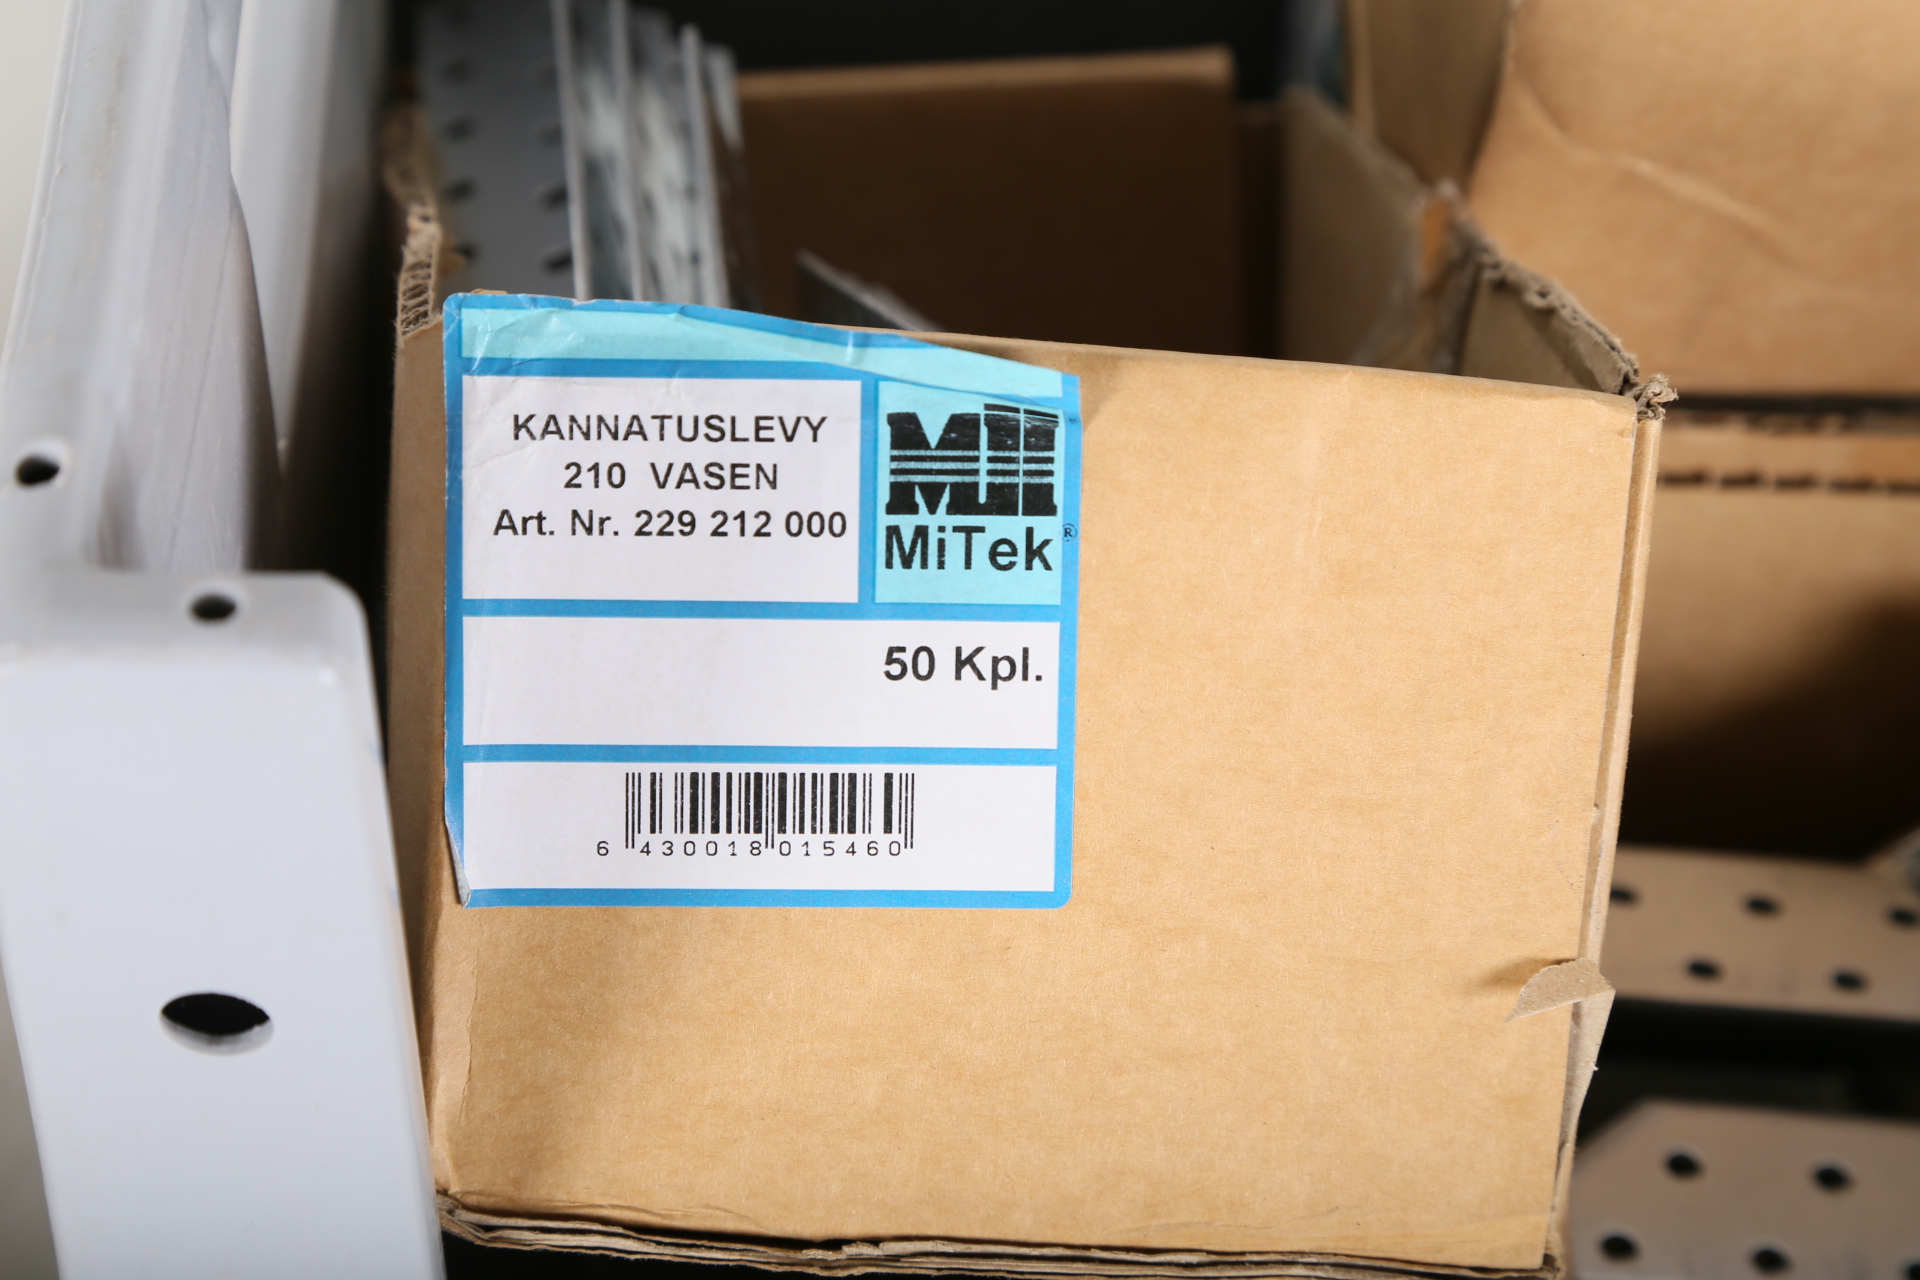 KANNATUSLEVY
210 VASEN
Art. Nr. 229 212 000
MiTek®
50 Kpl.
6 430018 015460